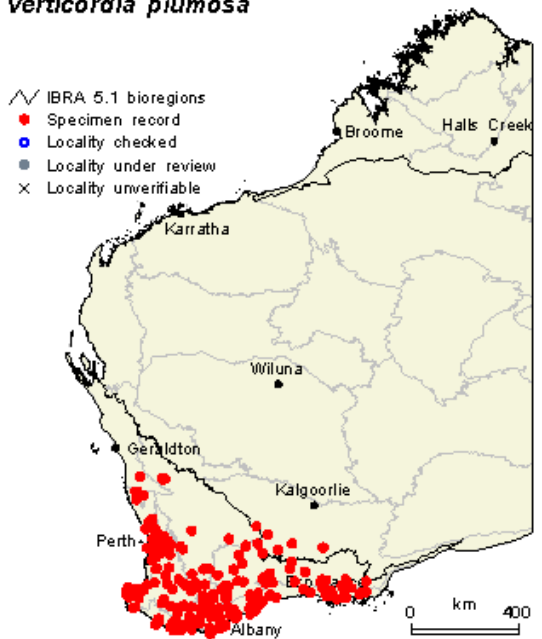 Verticordia plumosa
IBRA 5.1 bioregions
Specimen record
Locality checked
Locality under review
Locality unverifiable
Broome
Halls Creek
Karratha
Wiluna
Geraldton
Kalgoorlie
Perth
Albany
0 km 400